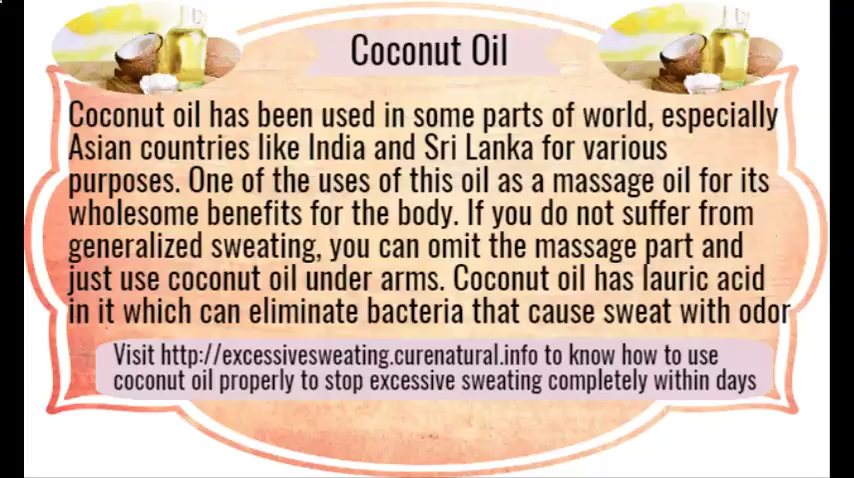 Coconut Oil
Coconut oil has been used in some parts of world, especially
Asian countries like India and Sri Lanka for various
purposes. One of the uses of this oil as a massage oil for its
wholesome benefits for the body. If you do not suffer from
generalized sweating, you can omit the massage part and
just use coconut oil under arms. Coconut oil has lauric acid
in it which can eliminate bacteria that cause sweat with odor
Visit http://excessivesweating.curenatural.info to know how to use
coconut oil properly to stop excessive sweating completely within days